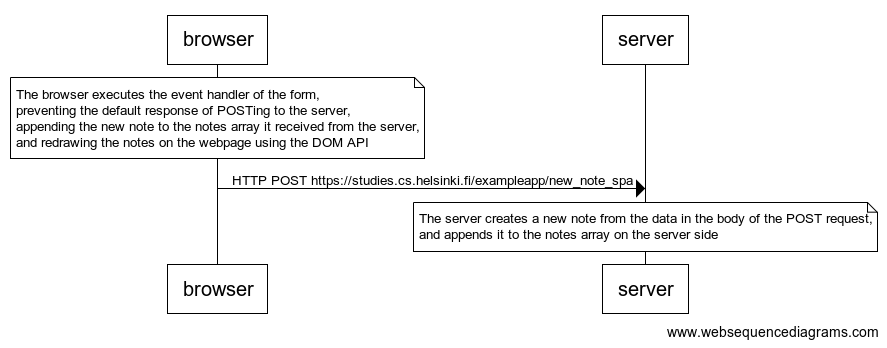 browser
server
The browser executes the event handler of the form,
preventing the default response of POSTing to the server,
appending the new note to the notes array it received from the server,
and redrawing the notes on the webpage using the DOM API
HTTP POST https://studies.cs.helsinki.fi/exampleapp/new_note_spa
The server creates a new note from the data in the body of the POST request,
and appends it to the notes array on the server side
browser
server
www.websequencediagrams.com